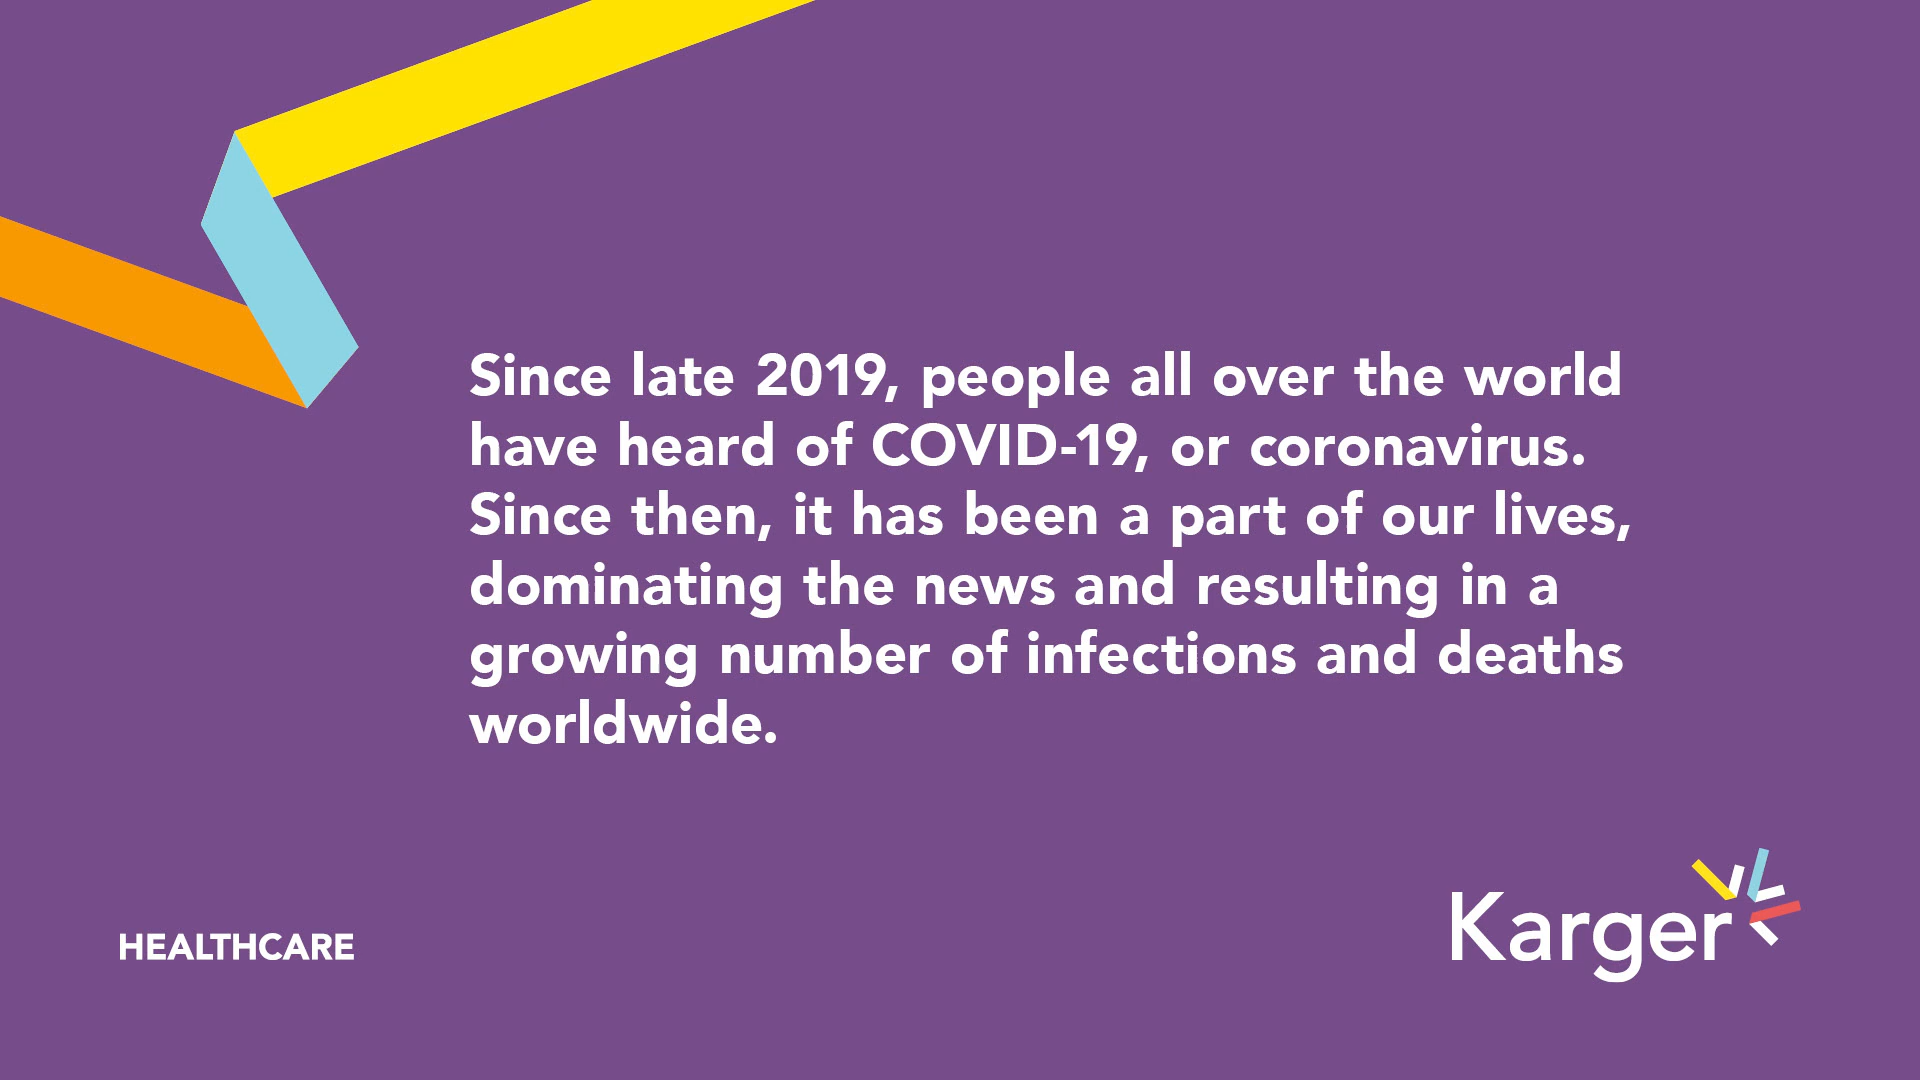 Since late 2019, people all over the world
have heard of COVID-19, or coronavirus.
Since then, it has been a part of our lives,
dominating the news and resulting in a
growing number of infections and deaths
worldwide.
HEALTHCARE
Karger